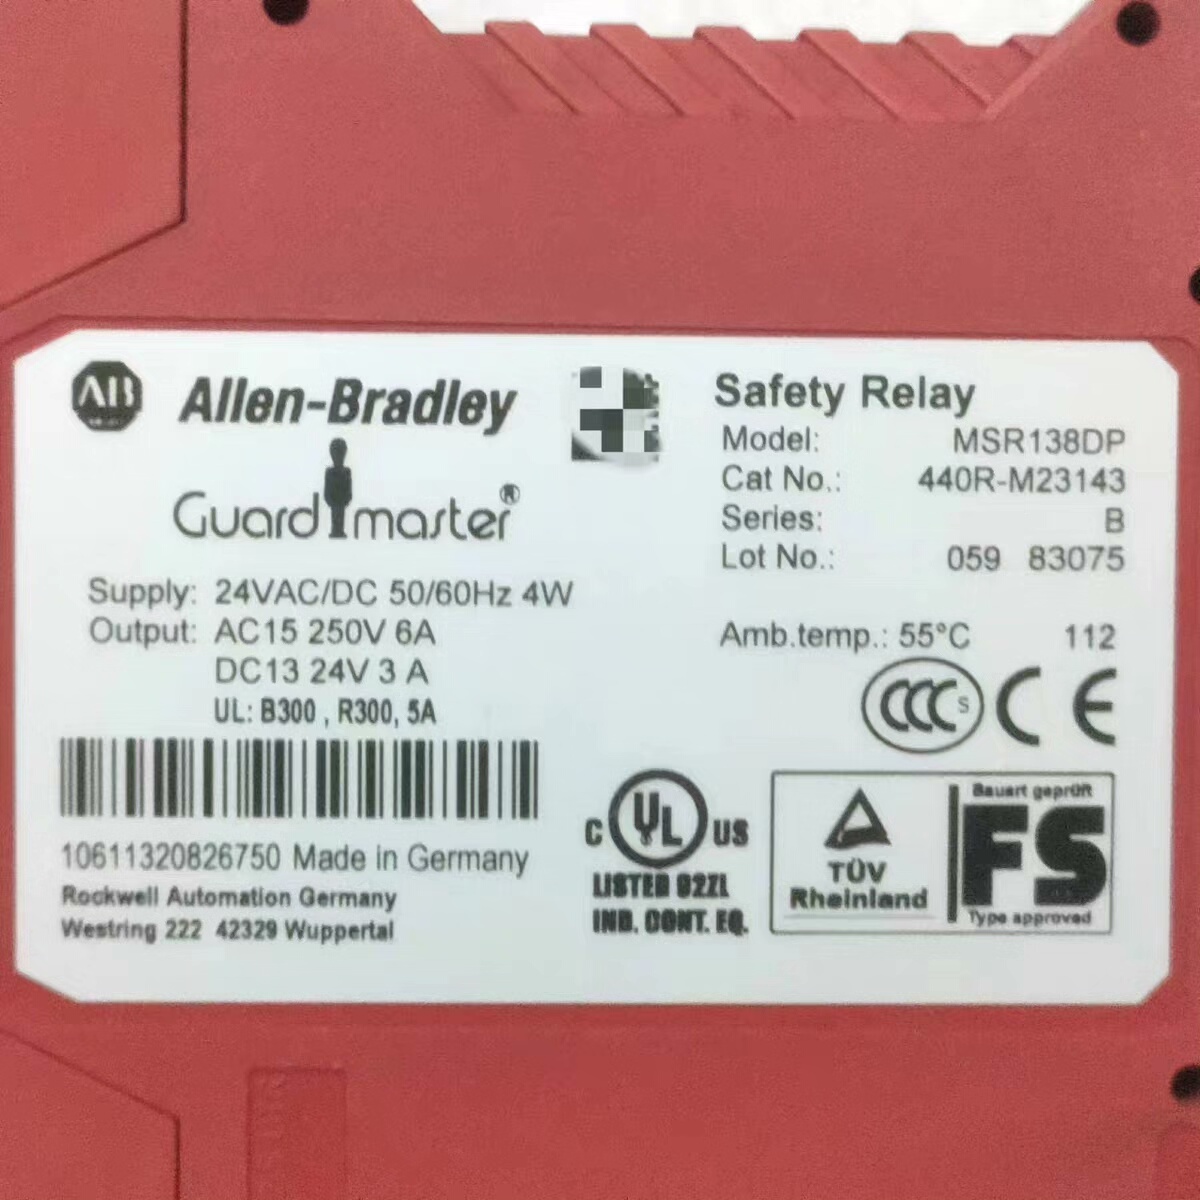 AB Allen-Bradley
Guardmaster®
Supply: 24VAC/DC 50/60Hz 4W
Output: AC15 250V 6A
DC13 24V 3 A
UL: B300 , R300, 5A
10611320826750 Made in Germany
Rockwell Automation Germany
Westring 222 42329 Wuppertal
Safety Relay
Model: MSR138DP
Cat No.: 440R-M23143
Series: B
Lot No.: 059 83075
Amb.temp.: 55°C 112
CCC S CE
C UL US
LISTED 92ZL
IND. CONT. EQ.
TÜV
Rheinland
Bauart geprüft
FS
Type approved